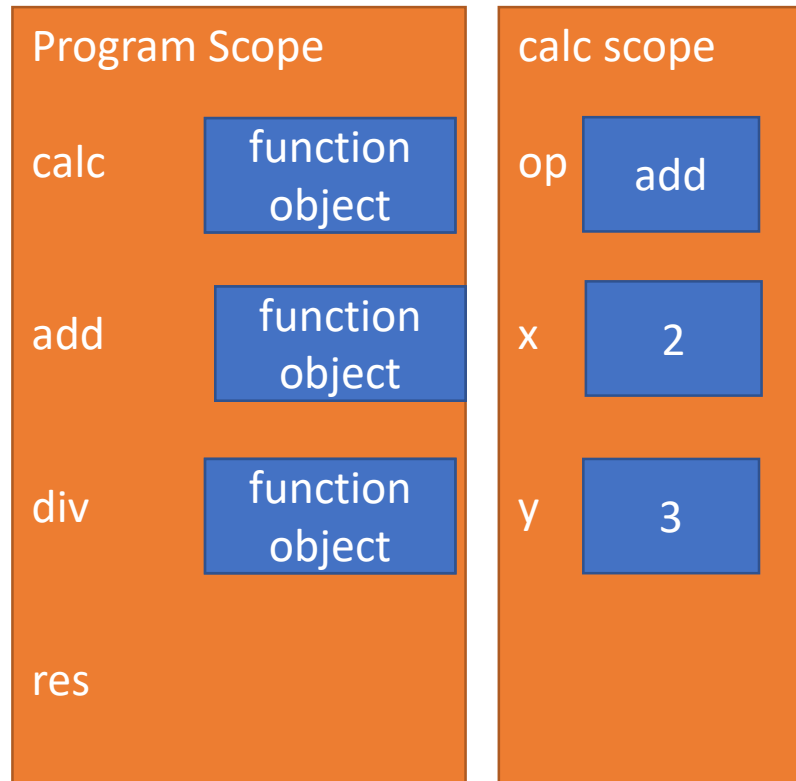 Program Scope
calc
function
object
add
function
object
div
function
object
res
calc scope
op
add
x
2
y
3